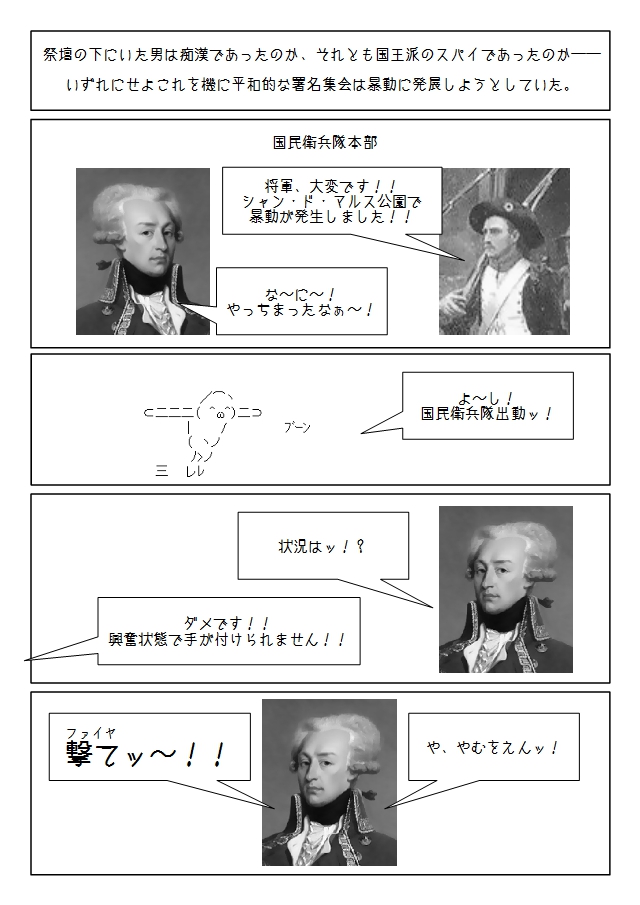 祭壇の下にいた男は痴漢であったのか、それとも国王派のスパイであったのか――
いずれにせよこれを機に平和的な署名集会は暴動に発展しようとしていた。
国民衛兵隊本部
将軍、大変です！！
シャン・ド・マルス公園で
暴動が発生しました！！
な～に～！
やっちまったなぁ～！
よ～し！
国民衛兵隊出動ッ！
⊂二二二( ＾ω＾)二⊃
ﾌﾞｰﾝ
三 レﾚ
状況はッ！？
ダメです！！
興奮状態で手が付けられません！！
や、やむをえんッ！
ファイヤ
撃てッ～！！